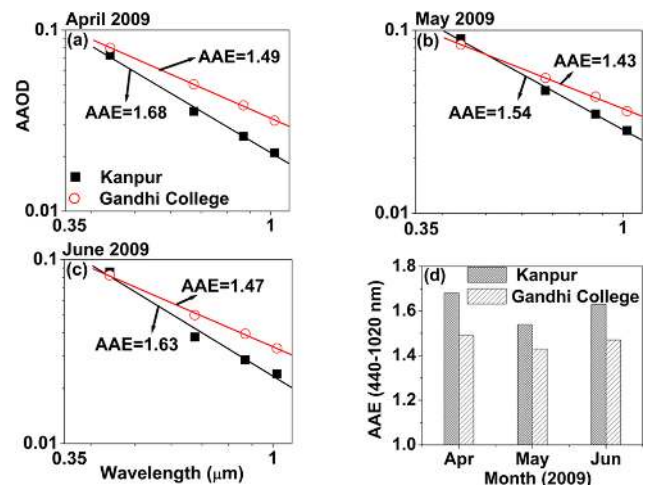 April 2009
0.1
(a)
AAE=1.49
AAOD
AAE=1.68
Kanpur
Gandhi College
0.01
0.35
1
May 2009
0.1
(b)
AAE=1.43
AAE=1.54
0.01
0.35
1
June 2009
0.1
(c)
AAE=1.47
AAE=1.63
0.01
0.35
1
Wavelength (μm)
(d)
Kanpur
Gandhi College
AAE (440-1020 nm)
1.8
1.6
1.4
1.2
1.0
Apr May Jun
Month (2009)